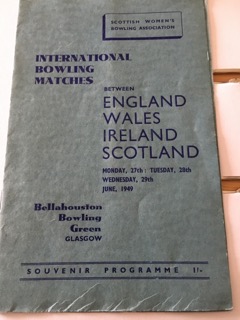 SCOTTISH WOMEN'S
BOWLING ASSOCIATION
INTERNATIONAL
BOWLING
MATCHES
BETWEEN
ENGLAND
WALES
IRELAND
SCOTLAND
MONDAY, 27th : TUESDAY, 28th
WEDNESDAY, 29th
JUNE, 1949
Bellahouston
Bowling
Green
GLASGOW
SOUVENIR PROGRAMME 1/-